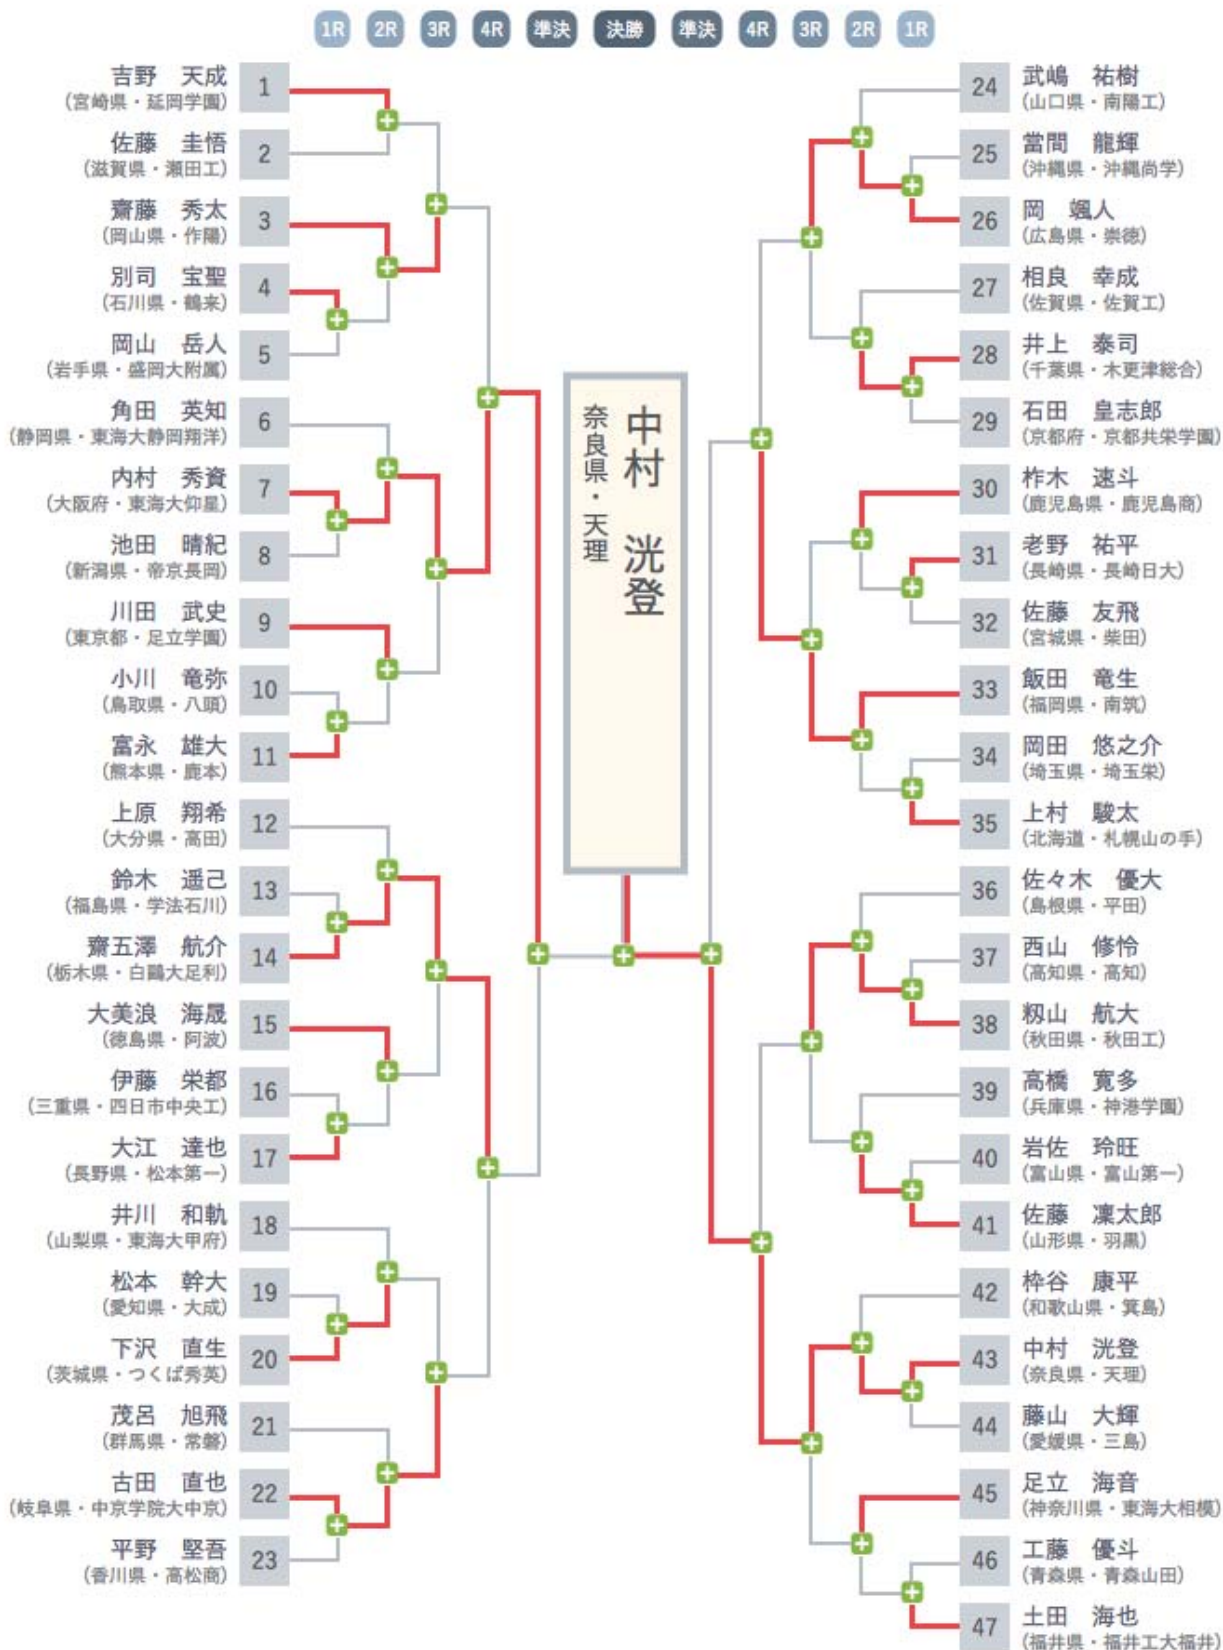 1R 2R 3R 4R 準決 決勝 準決 4R 3R 2R 1R
吉野 天成
(宮崎県・延岡学園)
1
佐藤 圭悟
(滋賀県・瀬田工)
2
齋藤 秀太
(岡山県・作陽)
3
別司 宝聖
(石川県・鶴来)
4
岡山 岳人
(岩手県・盛岡大附属)
5
角田 英知
(静岡県・東海大静岡翔洋)
6
内村 秀資
(大阪府・東海大仰星)
7
池田 晴紀
(新潟県・帝京長岡)
8
川田 武史
(東京都・足立学園)
9
小川 竜弥
(鳥取県・八頭)
10
富永 雄大
(熊本県・鹿本)
11
上原 翔希
(大分県・高田)
12
鈴木 遥己
(福島県・学法石川)
13
齋五澤 航介
(栃木県・白鷗大足利)
14
大美浪 海晟
(徳島県・阿波)
15
伊藤 栄都
(三重県・四日市中央工)
16
大江 達也
(長野県・松本第一)
17
井川 和軌
(山梨県・東海大甲府)
18
松本 幹大
(愛知県・大成)
19
下沢 直生
(茨城県・つくば秀英)
20
茂呂 旭飛
(群馬県・常磐)
21
古田 直也
(岐阜県・中京学院大中京)
22
平野 堅吾
(香川県・高松商)
23
中村 洸登
奈良県・天理
24
武嶋 祐樹
(山口県・南陽工)
25
當間 龍輝
(沖縄県・沖縄尚学)
26
岡 颯人
(広島県・崇徳)
27
相良 幸成
(佐賀県・佐賀工)
28
井上 泰司
(千葉県・木更津総合)
29
石田 皇志郎
(京都府・京都共栄学園)
30
柞木 速斗
(鹿児島県・鹿児島商)
31
老野 祐平
(長崎県・長崎日大)
32
佐藤 友飛
(宮城県・柴田)
33
飯田 竜生
(福岡県・南筑)
34
岡田 悠之介
(埼玉県・埼玉栄)
35
上村 駿太
(北海道・札幌山の手)
36
佐々木 優大
(島根県・平田)
37
西山 修怜
(高知県・高知)
38
籾山 航大
(秋田県・秋田工)
39
高橋 寛多
(兵庫県・神港学園)
40
岩佐 玲旺
(富山県・富山第一)
41
佐藤 凜太郎
(山形県・羽黒)
42
枠谷 康平
(和歌山県・箕島)
43
中村 洸登
(奈良県・天理)
44
藤山 大輝
(愛媛県・三島)
45
足立 海音
(神奈川県・東海大相模)
46
工藤 優斗
(青森県・青森山田)
47
土田 海也
(福井県・福井工大福井)